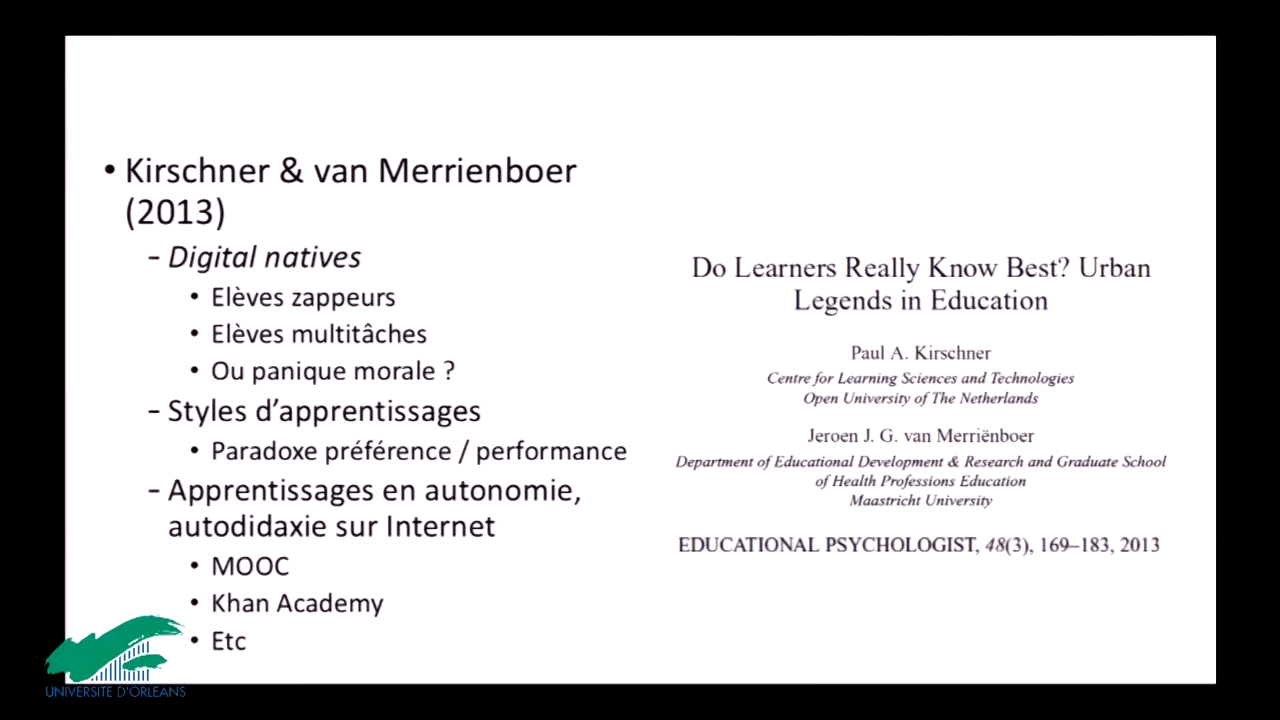 • Kirschner & van Merrienboer
(2013)
– Digital natives
• Elèves zappeurs
• Elèves multitâches
• Ou panique morale ?
– Styles d’apprentissages
• Paradoxe préférence / performance
– Apprentissages en autonomie,
autodidaxie sur Internet
• MOOC
• Khan Academy
• Etc
Do Learners Really Know Best? Urban
Legends in Education
Paul A. Kirschner
Centre for Learning Sciences and Technologies
Open University of The Netherlands
Jeroen J. G. van Merriënboer
Department of Educational Development & Research and Graduate School
of Health Professions Education
Maastricht University
EDUCATIONAL PSYCHOLOGIST, 48(3), 169–183, 2013
UNIVERSITE D'ORLEANS